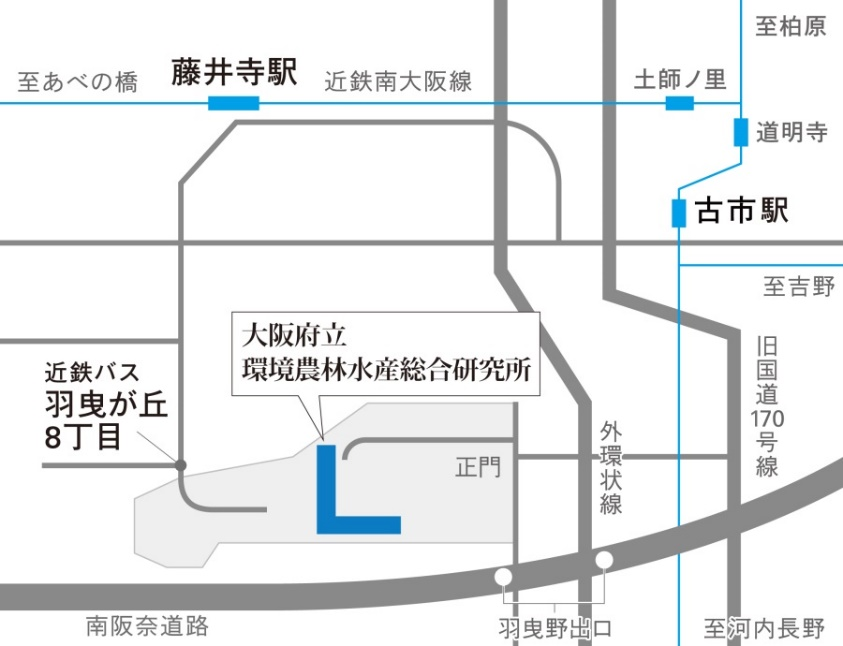 至柏原
藤井寺駅
至あべの橋
近鉄南大阪線
土師ノ里
道明寺
古市駅
至吉野
大阪府立
環境農林水産総合研究所
近鉄バス
羽曳が丘
8丁目
旧国道170号線
外環状線
正門
南阪奈道路
羽曳野出口
至河内長野